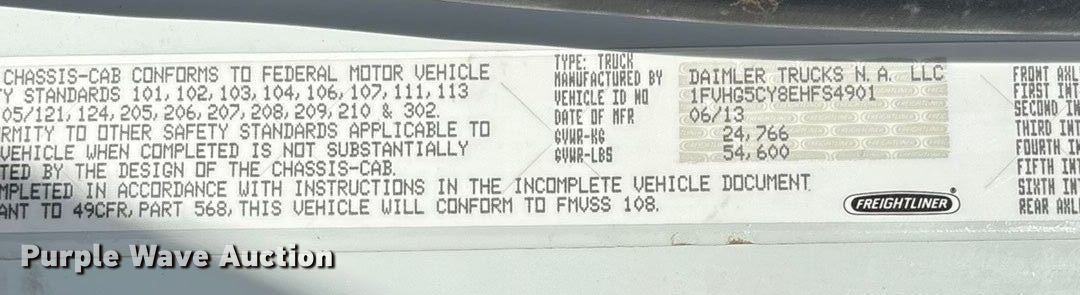 CHASSIS-CAB CONFORMS TO FEDERAL MOTOR VEHICLE
TY STANDARDS 101, 102, 103, 104, 106, 107, 111, 113
05/121, 124, 205, 206, 207, 208, 209, 210 & 302.
RMITY TO OTHER SAFETY STANDARDS APPLICABLE TO
VEHICLE WHEN COMPLETED IS NOT SUBSTANTIALLY
TED BY THE DESIGN OF THE CHASSIS-CAB.
MPLETED IN ACCORDANCE WITH INSTRUCTIONS IN THE INCOMPLETE VEHICLE DOCUMENT
ANT TO 49CFR, PART 568, THIS VEHICLE WILL CONFORM TO FMVSS 108.
TYPE: TRUCK
MANUFACTURED BY DAIMLER TRUCKS N. A. LLC
VEHICLE ID NO 1FVHG5CY8EHFS4901
DATE OF MFR 06/13
GVWR-KG 24,766
GVWR-LBS 54,600
FREIGHTLINER
FRONT AXL
FIRST IN
SECOND IN
THIRD INT
FOURTH IN
FIFTH INT
SIXTH INT
REAR AXL
Purple Wave Auction